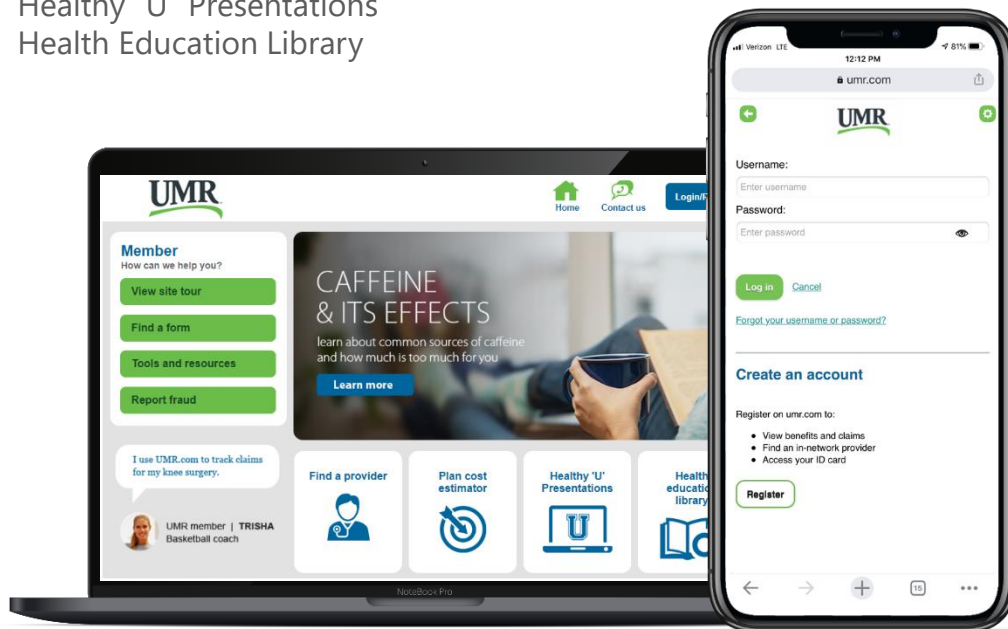 Healthy "U" Presentations
Health Education Library
UMR
Home
Contact us
Member
How can we help you?
View site tour
Find a form
Tools and resources
Report fraud
CAFFEINE
& ITS EFFECTS
learn about common sources of caffeine
and how much is too much for you
Learn more
I use UMR.com to track claims
for my knee surgery.
UMR member | TRISHA
Basketball coach
Find a provider
Plan cost
estimator
Healthy 'U'
Presentations
U
library
NoteBook Pro
Verizon LTE
81%
12:12 PM
umr.com
UMR
Username:
Enter username
Password:
Enter password
Log in
Cancel
Forgot your username or password?
Create an account
Register on umr.com to:
• View benefits and claims
• Find an in-network provider
• Access your ID card
Register
15